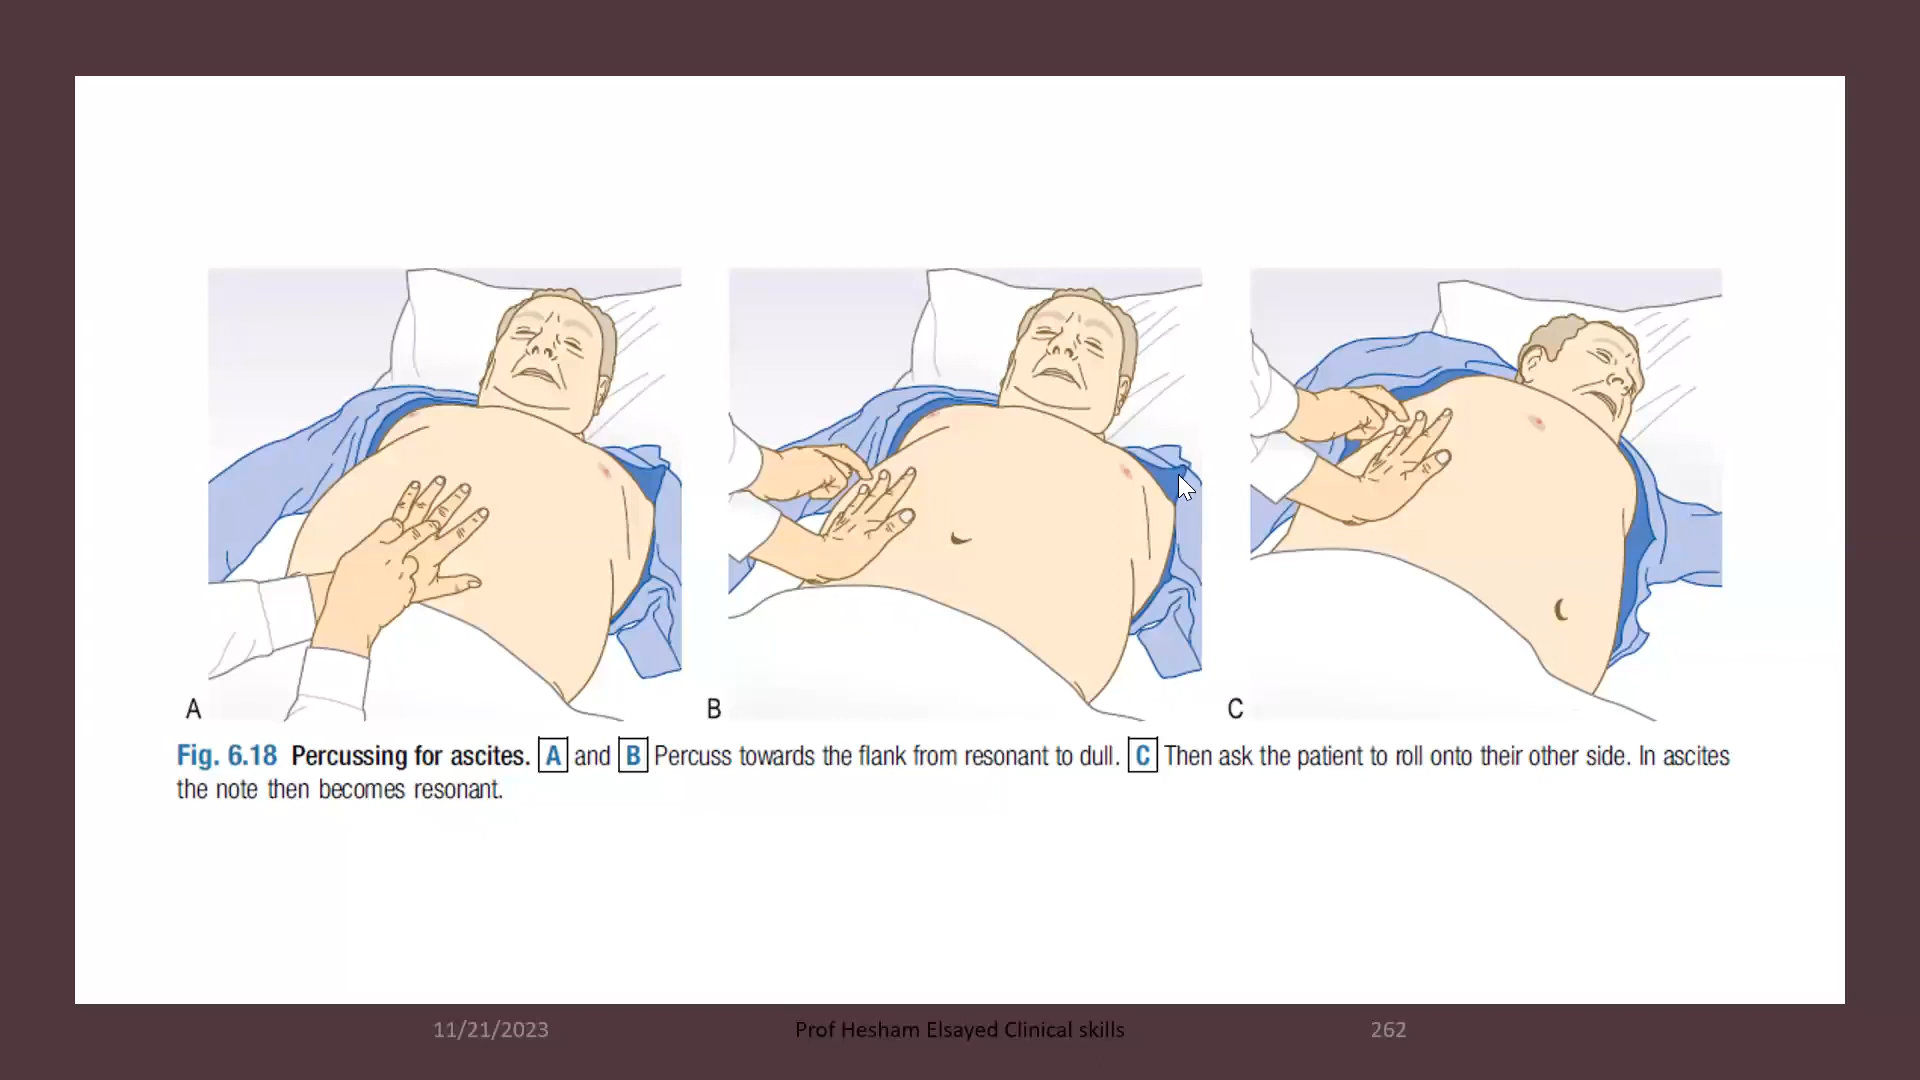 A
B
C
Fig. 6.18 Percussing for ascites. A and B Percuss towards the flank from resonant to dull. C Then ask the patient to roll onto their other side. In ascites
the note then becomes resonant.
11/21/2023
Prof Hesham Elsayed Clinical skills
262